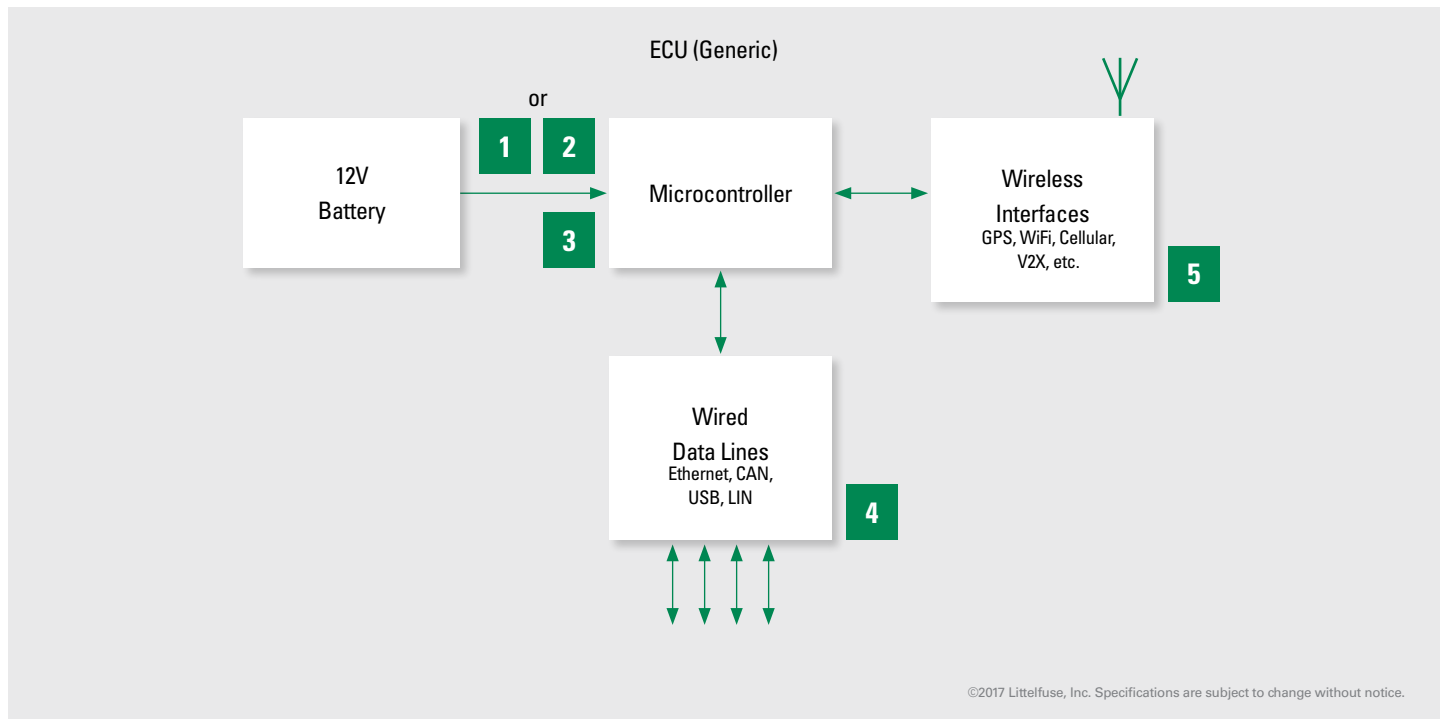 ECU (Generic)
or
1 2
12V
Battery
3
Microcontroller
Wireless
Interfaces
GPS, WiFi, Cellular,
V2X, etc.
5
Wired
Data Lines
Ethernet, CAN,
USB, LIN
4
©2017 Littelfuse, Inc. Specifications are subject to change without notice.